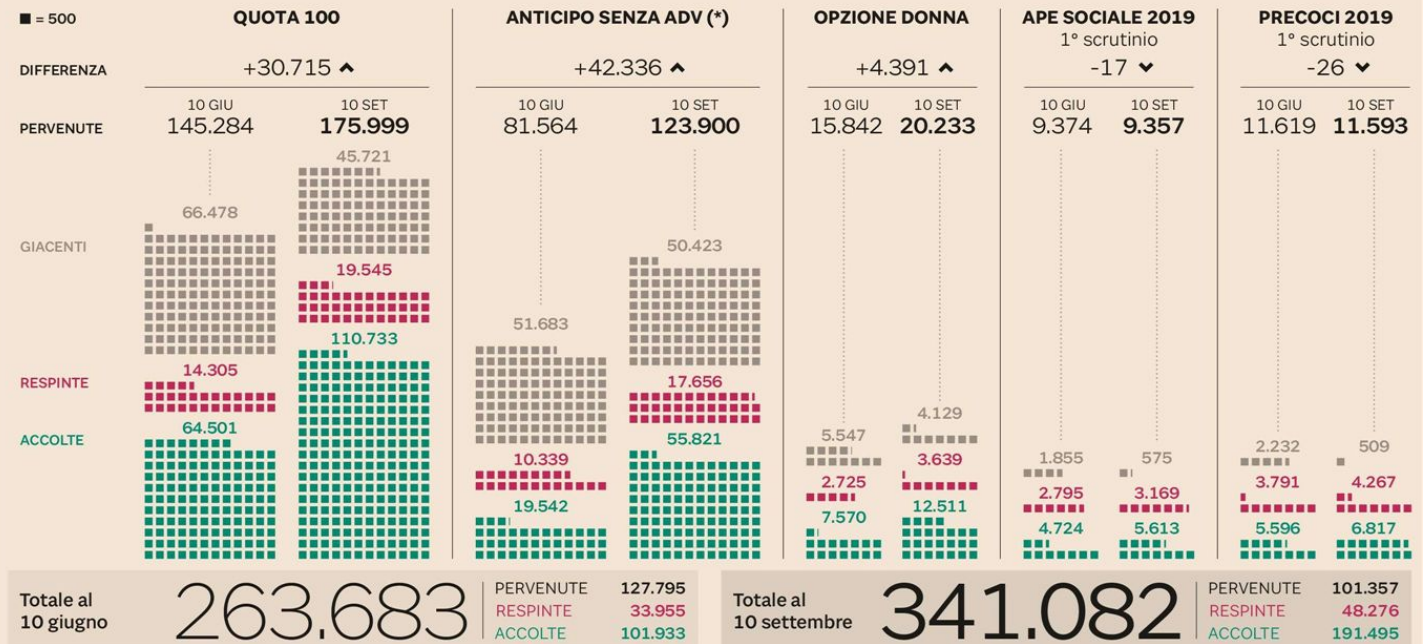 = 500
QUOTA 100
ANTICIPO SENZA ADV (*)
OPZIONE DONNA
APE SOCIALE 2019
1° scrutinio
PRECOCI 2019
1° scrutinio
DIFFERENZA
+30.715
+42.336
+4.391
-17
-26
10 GIU
10 SET
10 GIU
10 SET
10 GIU
10 SET
10 GIU
10 SET
10 GIU
10 SET
PERVENUTE
145.284
175.999
81.564
123.900
15.842
20.233
9.374
9.357
11.619
11.593
GIACENTI
66.478
45.721
51.683
50.423
5.547
4.129
1.855
575
2.232
509
RESPINTE
14.305
19.545
10.339
17.656
2.725
3.639
2.795
3.169
3.791
4.267
ACCOLTE
64.501
110.733
19.542
55.821
7.570
12.511
4.724
5.613
5.596
6.817
Totale al
10 giugno
263.683
PERVENUTE 127.795
RESPINTE 33.955
ACCOLTE 101.933
Totale al
10 settembre
341.082
PERVENUTE 101.357
RESPINTE 48.276
ACCOLTE 191.495